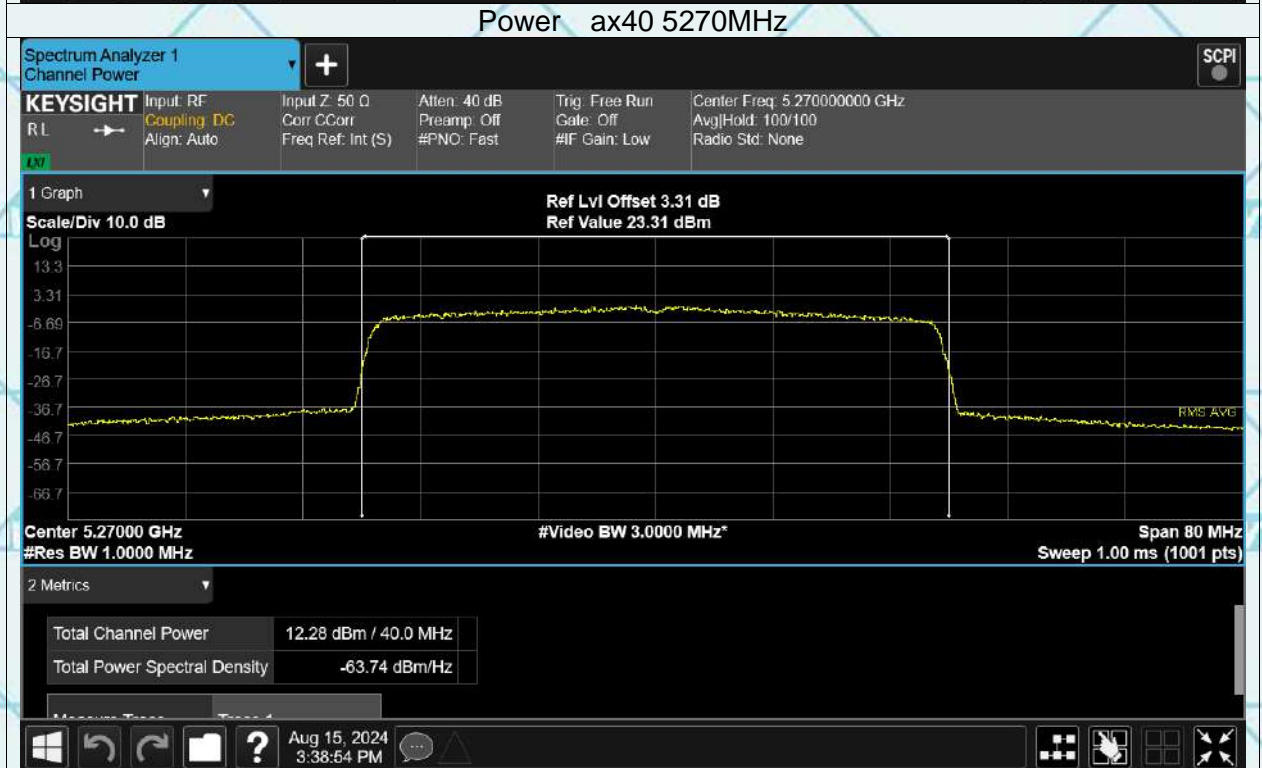 Power ax40 5270MHz
Spectrum Analyzer 1
Channel Power
+
SCPI
KEYSIGHT Input: RF Input Z: 50 Ω Atten: 40 dB Trig: Free Run Center Freq: 5.270000000 GHz
RL Coupling: DC Corr CCorr Preamp: Off Gate: Off Avg|Hold: 100/100
Align: Auto Freq Ref: Int (S) #PNO: Fast #IF Gain: Low Radio Std: None
LXI
1 Graph
Ref Lvl Offset 3.31 dB
Scale/Div 10.0 dB Ref Value 23.31 dBm
Log
13.3
3.31
-6.69
-16.7
-26.7
-36.7
RMS AVG
-46.7
-56.7
-66.7
Center 5.27000 GHz #Video BW 3.0000 MHz* Span 80 MHz
#Res BW 1.0000 MHz Sweep 1.00 ms (1001 pts)
2 Metrics
Total Channel Power 12.28 dBm / 40.0 MHz
Total Power Spectral Density -63.74 dBm/Hz
Measure Trace Trace 1
? Aug 15, 2024
3:38:54 PM